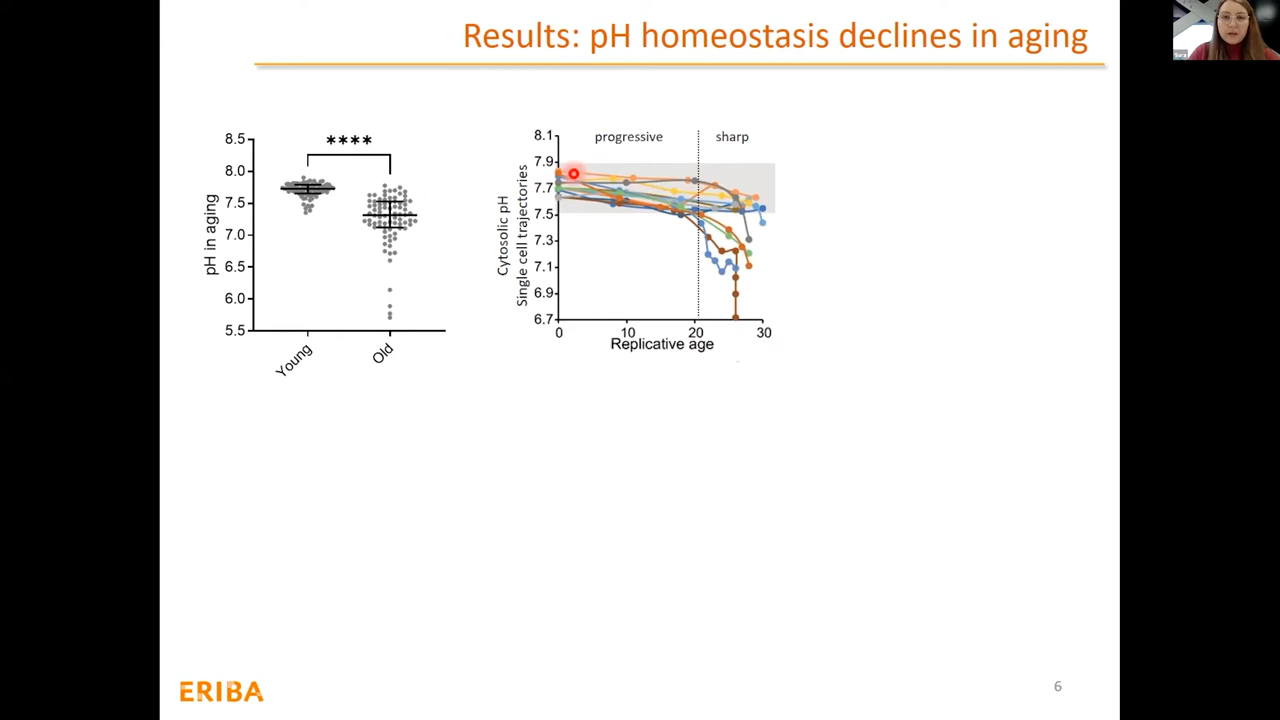 Results: pH homeostasis declines in aging
****
pH in aging
8.5
8.0
7.5
7.0
6.5
6.0
5.5
Young
Old
progressive
sharp
Cytosolic pH
Single cell trajectories
8.1
7.9
7.7
7.5
7.3
7.1
6.9
6.7
0
10
20
30
Replicative age
ERIBA
6